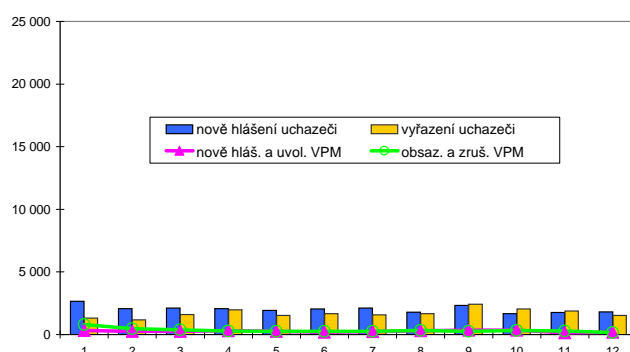 25 000
20 000
nově hlášení uchazeči vyřazení uchazeči
15 000
nově hláš. a uvol. VPM obsaz. a zruš. VPM
10 000
5 000
0
1 2 3 4 5 6 7 8 9 10 11 12